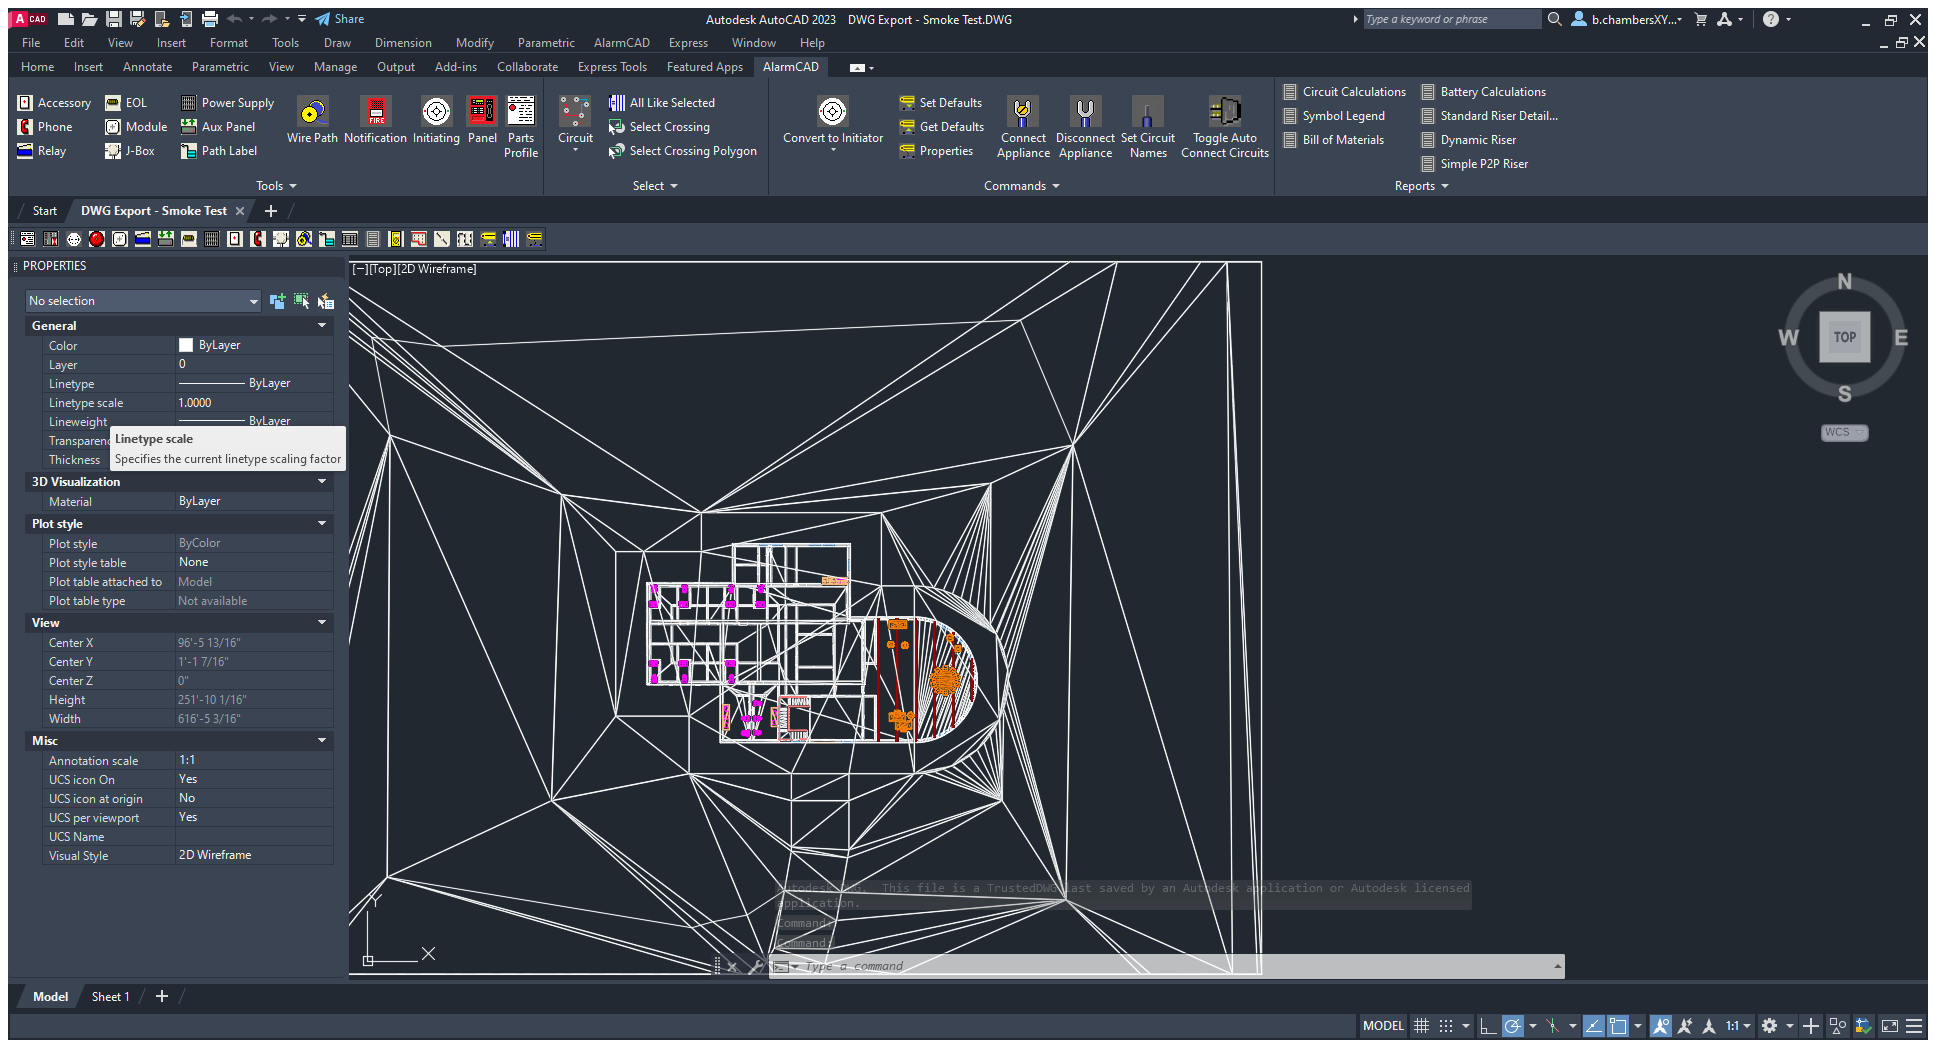 A CAD
Share
Autodesk AutoCAD 2023 DWG Export - Smoke Test.DWG
Type a keyword or phrase
b.chambersXY...
File Edit View Insert Format Tools Draw Dimension Modify Parametric AlarmCAD Express Window Help
Home Insert Annotate Parametric View Manage Output Add-ins Collaborate Express Tools Featured Apps AlarmCAD
Accessory
EOL
Power Supply
Phone
Module
Aux Panel
Relay
J-Box
Path Label
Wire Path
FIRE
Notification
Initiating
Panel
Parts
Profile
Tools
Circuit
All Like Selected
Select Crossing
Select Crossing Polygon
Select
Convert to Initiator
Set Defaults
Get Defaults
Properties
Connect
Appliance
Disconnect
Appliance
Set Circuit
Names
Toggle Auto
Connect Circuits
Commands
Circuit Calculations
Symbol Legend
Bill of Materials
Battery Calculations
Standard Riser Detail...
Dynamic Riser
Simple P2P Riser
Reports
Start
DWG Export - Smoke Test
PROPERTIES
No selection
General
Color ByLayer
Layer 0
Linetype ByLayer
Linetype scale 1.0000
Lineweight ByLayer
Transparenc
Thickness
Linetype scale
Specifies the current linetype scaling factor
3D Visualization
Material ByLayer
Plot style
Plot style ByColor
Plot style table None
Plot table attached to Model
Plot table type Not available
View
Center X 96'-5 13/16"
Center Y 1'-1 7/16"
Center Z 0"
Height 251'-10 1/16"
Width 616'-5 3/16"
Misc
Annotation scale 1:1
UCS icon On Yes
UCS icon at origin No
UCS per viewport Yes
UCS Name
Visual Style 2D Wireframe
[−][Top][2D Wireframe]
N
W
TOP
E
S
WCS
Y
X
Autodesk DWG. This file is a TrustedDWG last saved by an Autodesk application or Autodesk licensed
application.
Command:
Command:
Type a command
Model
Sheet 1
MODEL
1:1